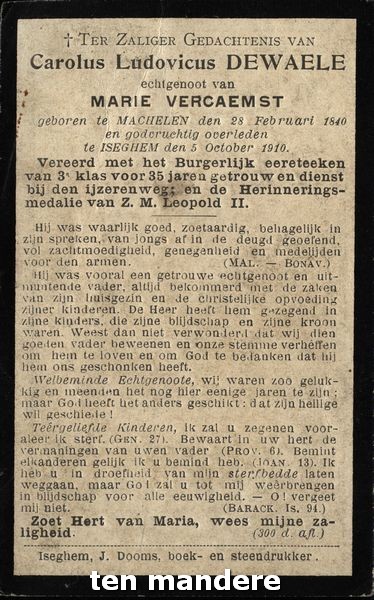 † Ter Zaliger Gedachtenis van
Carolus Ludovicus DEWAELE
echtgenoot van
MARIE VERCAEMST
geboren te MACHELEN den 28 Februari 1840
en godvruchtig overleden
te ISEGHEM den 5 October 1910.
Vereerd met het Burgerlijk eereteeken
van 3e klas voor 35 jaren getrouw en dienst
bij den ijzerenweg; en de Herinnerings-
medalie van Z. M. Leopold II.
Hij was waarlijk goed, zoetaardig, behagelijk in
zijn spreken, van jongs af in de deugd geoefend,
vol zachtmoedigheid, genegenheid en medelijden
voor den armen. (Mal. — Bonav.)
Hij was vooral een getrouwe echtgenoot en uit-
muntende vader, altijd bekommerd met de zaken
van zijn huisgezin en de christelijke opvoeding
zijner kinderen. De Heer heeft hem gezegend in
zijne kinders, die zijne blijdschap en zijne kroon
waren. Weest dan niet verwonderd dat wij dien
goeden vader beweenen en onze stemme verheffen
om hem te loven en om God te bedanken dat hij
hem ons geschonken heeft.
Welbeminde Echtgenoote, wij waren zoo geluk-
kig en meenden het nog hier eenige jaren te zijn;
maar God heeft het anders geschikt: dat zijn heilige
wil geschiede!
Teêrgeliefde Kinderen, ik zal u zegenen voor-
aleer ik sterf. (Gen. 27). Bewaart in uw hert de
vermaningen van uwen vader (Prov. 6). Bemint
elkanderen gelijk ik u bemind heb. (Joan. 13). Ik
heb u in droefheid van mijne sterfbedde laten
weggaan, maar God zal u tot mij weêrbrengen
in blijdschap voor alle eeuwigheid. — O! vergeet
mij niet. (Barack. Is. 94.)
Zoet Hert van Maria, wees mijne za-
ligheid. (300 d. afl.)
Iseghem, J. Dooms, boek- en steendrukker.
ten mandere